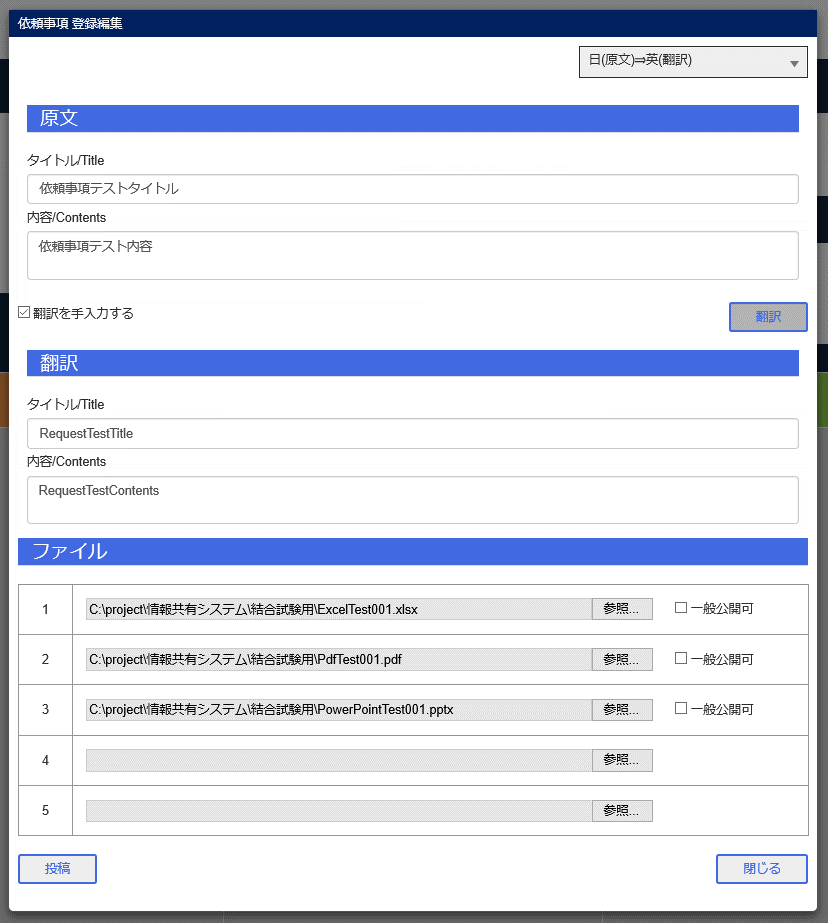 依頼事項 登録編集
日(原文)⇒英(翻訳)
原文
タイトル/Title
依頼事項テストタイトル
内容/Contents
依頼事項テスト内容
翻訳を手入力する
翻訳
翻訳
タイトル/Title
RequestTestTitle
内容/Contents
RequestTestContents
ファイル
1 C:\project\情報共有システム\結合試験用\ExcelTest001.xlsx 参照... 一般公開可
2 C:\project\情報共有システム\結合試験用\PdfTest001.pdf 参照... 一般公開可
3 C:\project\情報共有システム\結合試験用\PowerPointTest001.pptx 参照... 一般公開可
4 参照...
5 参照...
投稿 閉じる